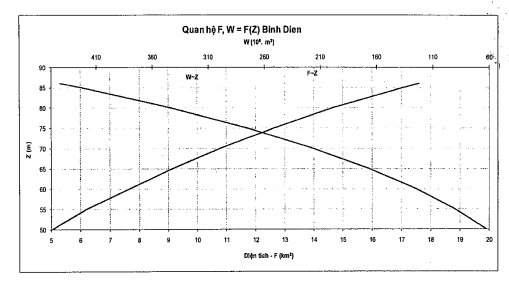 Quan hệ F, W = F(Z) Bình Dien
W (10⁶. m³)
410 360 310 260 210 160 110 60
W~Z F~Z
90
85
80
75
70
65
60
55
50
Z (m)
5 6 7 8 9 10 11 12 13 14 15 16 17 18 19 20
Diện tích - F (km²)